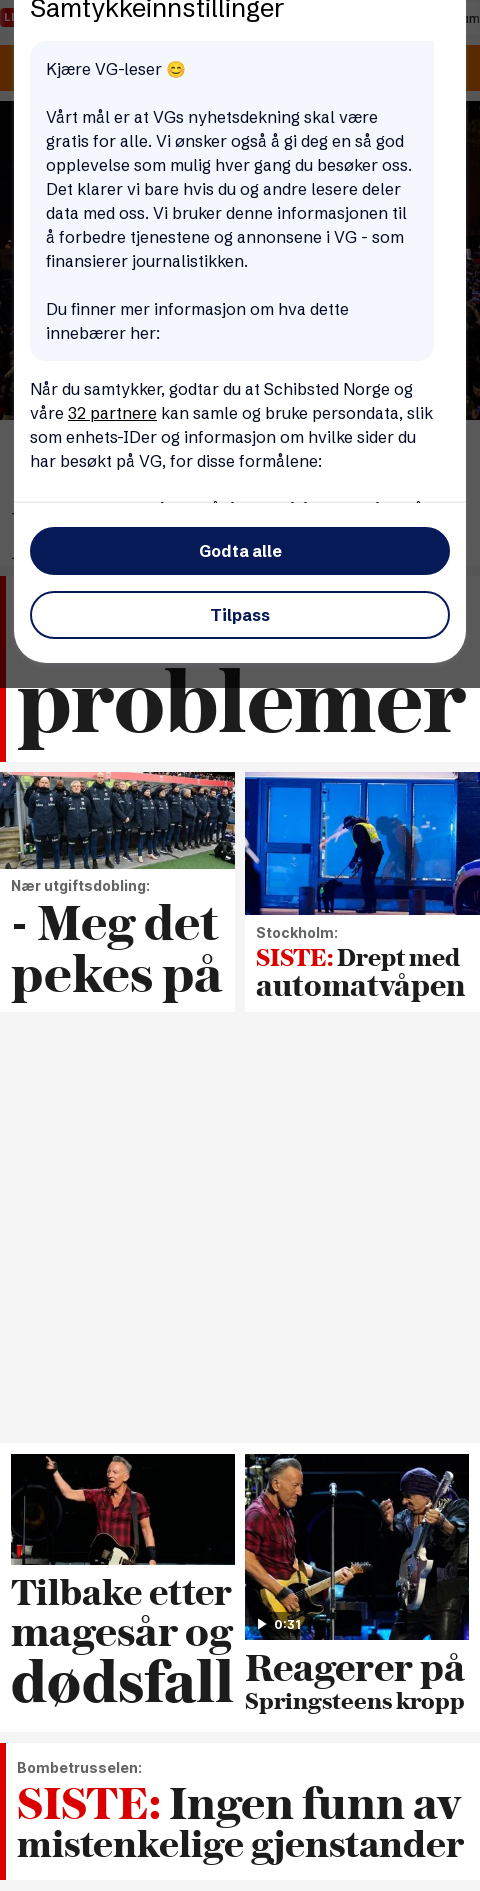 Samtykkeinnstillinger
Kjære VG-leser 😊
Vårt mål er at VGs nyhetsdekning skal være
gratis for alle. Vi ønsker også å gi deg en så god
opplevelse som mulig hver gang du besøker oss.
Det klarer vi bare hvis du og andre lesere deler
data med oss. Vi bruker denne informasjonen til
å forbedre tjenestene og annonsene i VG - som
finansierer journalistikken.
Du finner mer informasjon om hva dette
innebærer her:
Når du samtykker, godtar du at Schibsted Norge og
våre 32 partnere kan samle og bruke persondata, slik
som enhets-IDer og informasjon om hvilke sider du
har besøkt på VG, for disse formålene:
Godta alle
Tilpass
problemer
Nær utgiftsdobling:
- Meg det
pekes på
Stockholm:
SISTE: Drept med
automatvåpen
Tilbake etter
magesår og
dødsfall
0:31
Reagerer på
Springsteens kropp
Bombetrusselen:
SISTE: Ingen funn av
mistenkelige gjenstander